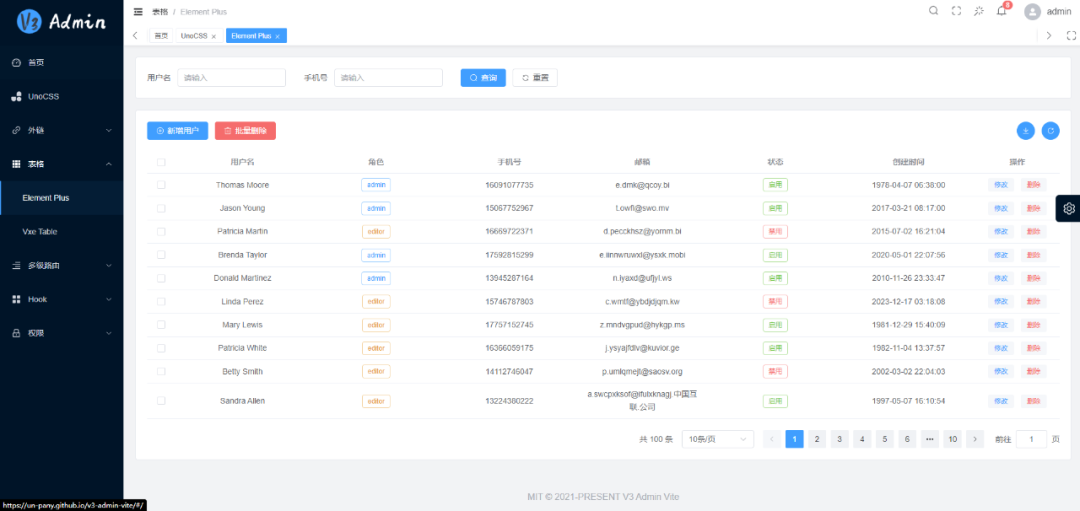 V3 Admin
表格 / Element Plus
8
admin
首页 UnoCSS × Element Plus ×
首页
UnoCSS
外链
表格
Element Plus
Vxe Table
多级路由
Hook
权限
用户名 请输入 手机号 请输入 查询 重置
新增用户 批量删除
用户名 角色 手机号 邮箱 状态 创建时间 操作
Thomas Moore admin 16091077735 e.dmk@qcoy.bi 启用 1978-04-07 06:38:00 修改 删除
Jason Young admin 15067752967 t.owfl@swo.mv 启用 2017-03-21 08:17:00 修改 删除
Patricia Martin editor 16669722371 d.pecckhsz@yomm.bi 禁用 2015-07-02 16:21:04 修改 删除
Brenda Taylor admin 17592815299 启用 2020-05-01 22:07:56 修改 删除
Donald Martinez admin 13945287164 n.iyaxd@ufjyl.ws 启用 2010-11-26 23:33:47 修改 删除
Linda Perez editor 15746787803 c.wmtf@ybdjdjqm.kw 禁用 2023-12-17 03:18:08 修改 删除
Mary Lewis editor 17757152745 z.mndvgpud@hykgp.ms 启用 1981-12-29 15:40:09 修改 删除
Patricia White editor 16366059175 j.ysyajfdlv@kuvior.ge 启用 1982-11-04 13:37:57 修改 删除
Betty Smith editor 14112745047 p.umlqmejt@saosv.org 禁用 2002-03-02 22:04:03 修改 删除
Sandra Allen editor 13224380222 a.swcpxksof@ifulxknagj.中国互 启用 1997-05-07 16:10:54 修改 删除
联.公司
共 100 条 10条/页 1 2 3 4 5 6 ••• 10 前往 1 页
MIT © 2021-PRESENT V3 Admin Vite
https://un-pany.github.io/v3-admin-vite/#/